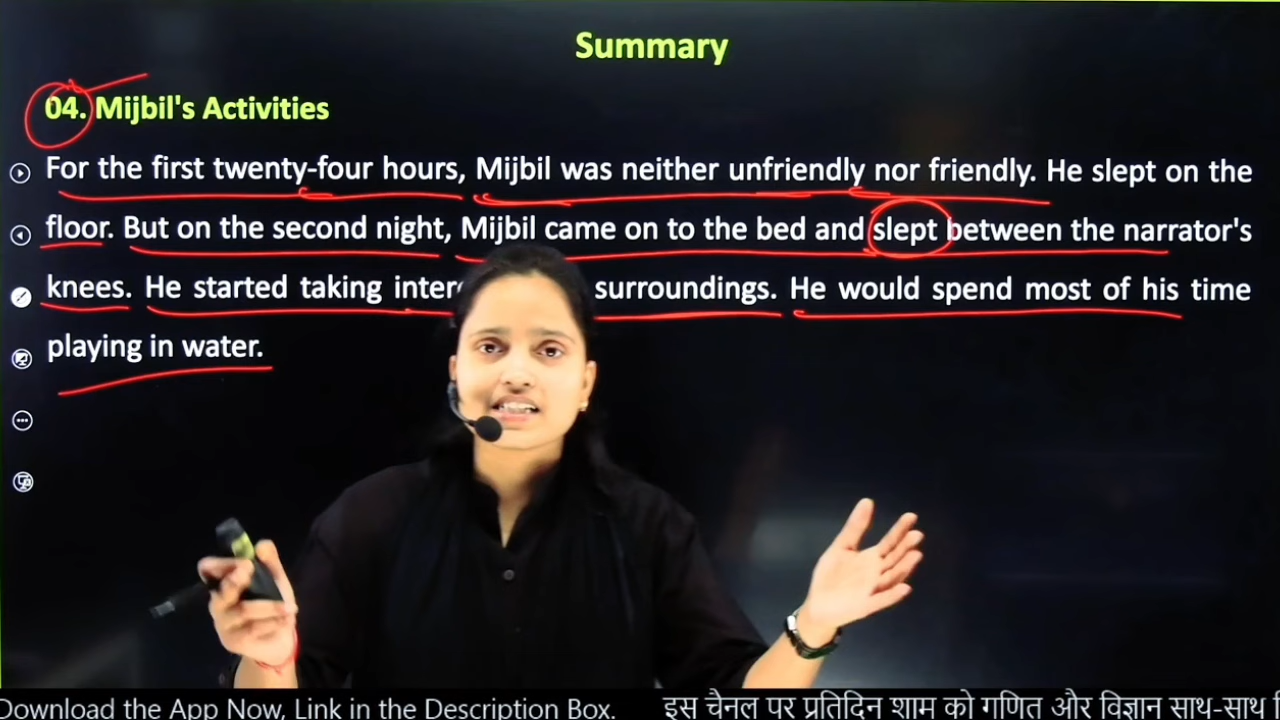 Summary
04. Mijbil's Activities
For the first twenty-four hours, Mijbil was neither unfriendly nor friendly. He slept on the
floor. But on the second night, Mijbil came on to the bed and slept between the narrator's
knees. He started taking surroundings. He would spend most of his time
playing in water.
Download the App Now, Link in the Description Box. इस चैनल पर प्रतिदिन शाम को गणित और विज्ञान साथ-साथ